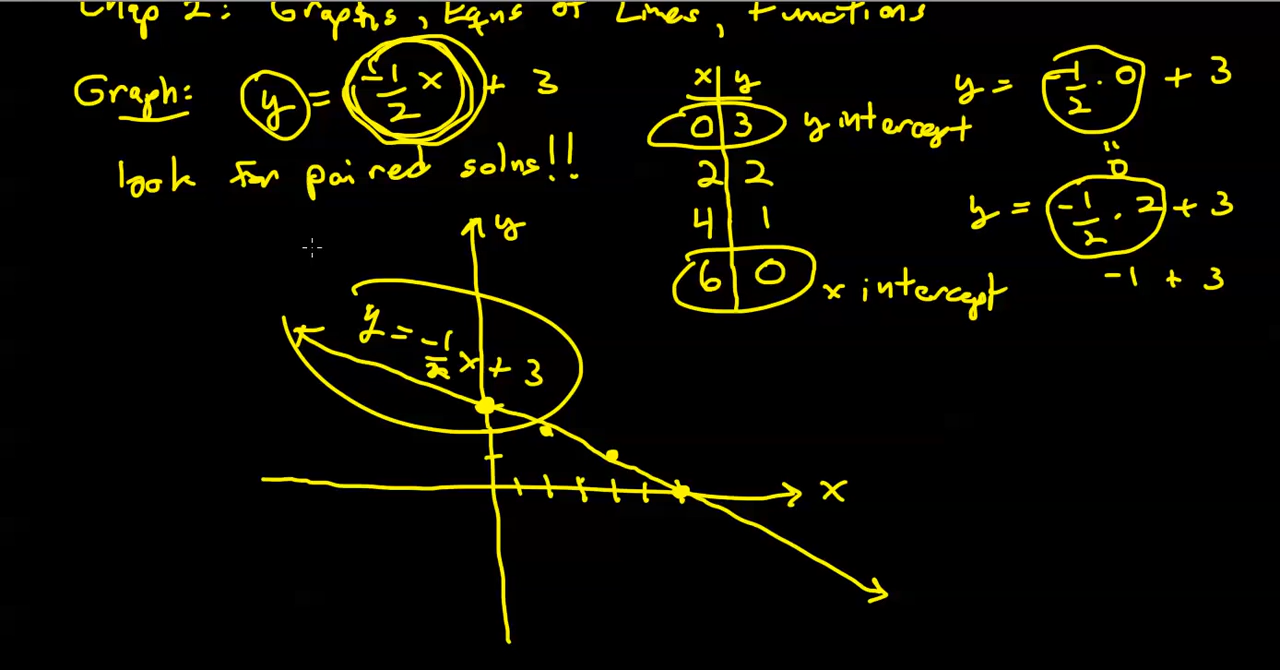 Chap 2: Graphs, Eqns of Lines, Functions
Graph: y = -1/2 x + 3
look for paired solns!!
x | y
0 | 3 y intercept
2 | 2
4 | 1
6 | 0 x intercept
y = -1/2 · 0 + 3
" 0
y = -1/2 · 2 + 3
-1 + 3
y
y = -1/2 x + 3
x